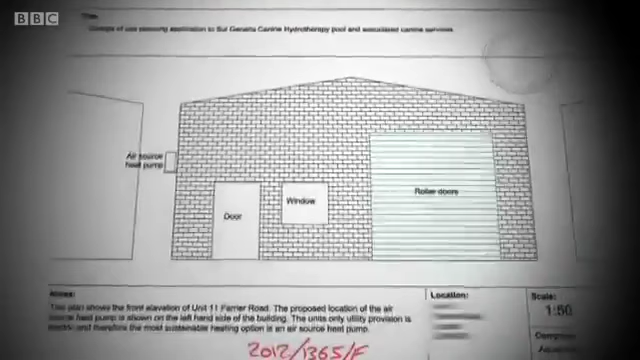 BBC
Title:
Change of use planning application to Sui Generis Canine Hydrotherapy pool and associated canine services
Air source
heat pump
Door
Window
Roller doors
Notes:
This plan shows the front elevation of Unit 11 Farrier Road. The proposed location of the air
source heat pump is shown on the left hand side of the building. The units only utility provision is
electric and therefore the most sustainable heating option is an air source heat pump.
Location:
Scale:
1:50
2012/1365/F